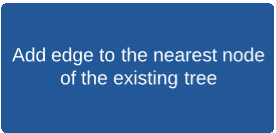 Add edge to the nearest node
of the existing tree